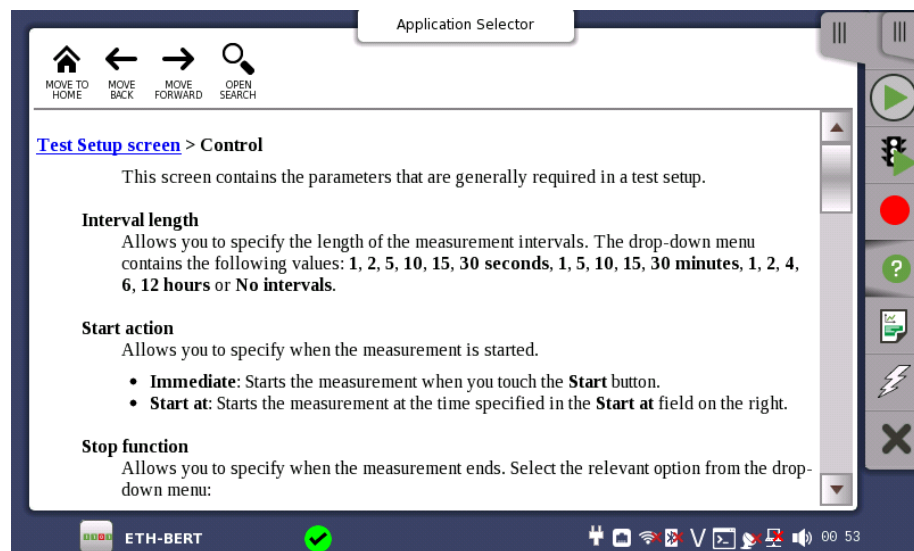 Application Selector
MOVE TO
HOME
MOVE
BACK
MOVE
FORWARD
OPEN
SEARCH
Test Setup screen > Control
This screen contains the parameters that are generally required in a test setup.
Interval length
Allows you to specify the length of the measurement intervals. The drop-down menu
contains the following values: 1, 2, 5, 10, 15, 30 seconds, 1, 5, 10, 15, 30 minutes, 1, 2, 4,
6, 12 hours or No intervals.
Start action
Allows you to specify when the measurement is started.
• Immediate: Starts the measurement when you touch the Start button.
• Start at: Starts the measurement at the time specified in the Start at field on the right.
Stop function
Allows you to specify when the measurement ends. Select the relevant option from the drop-
down menu:
ETH-BERT
00 53